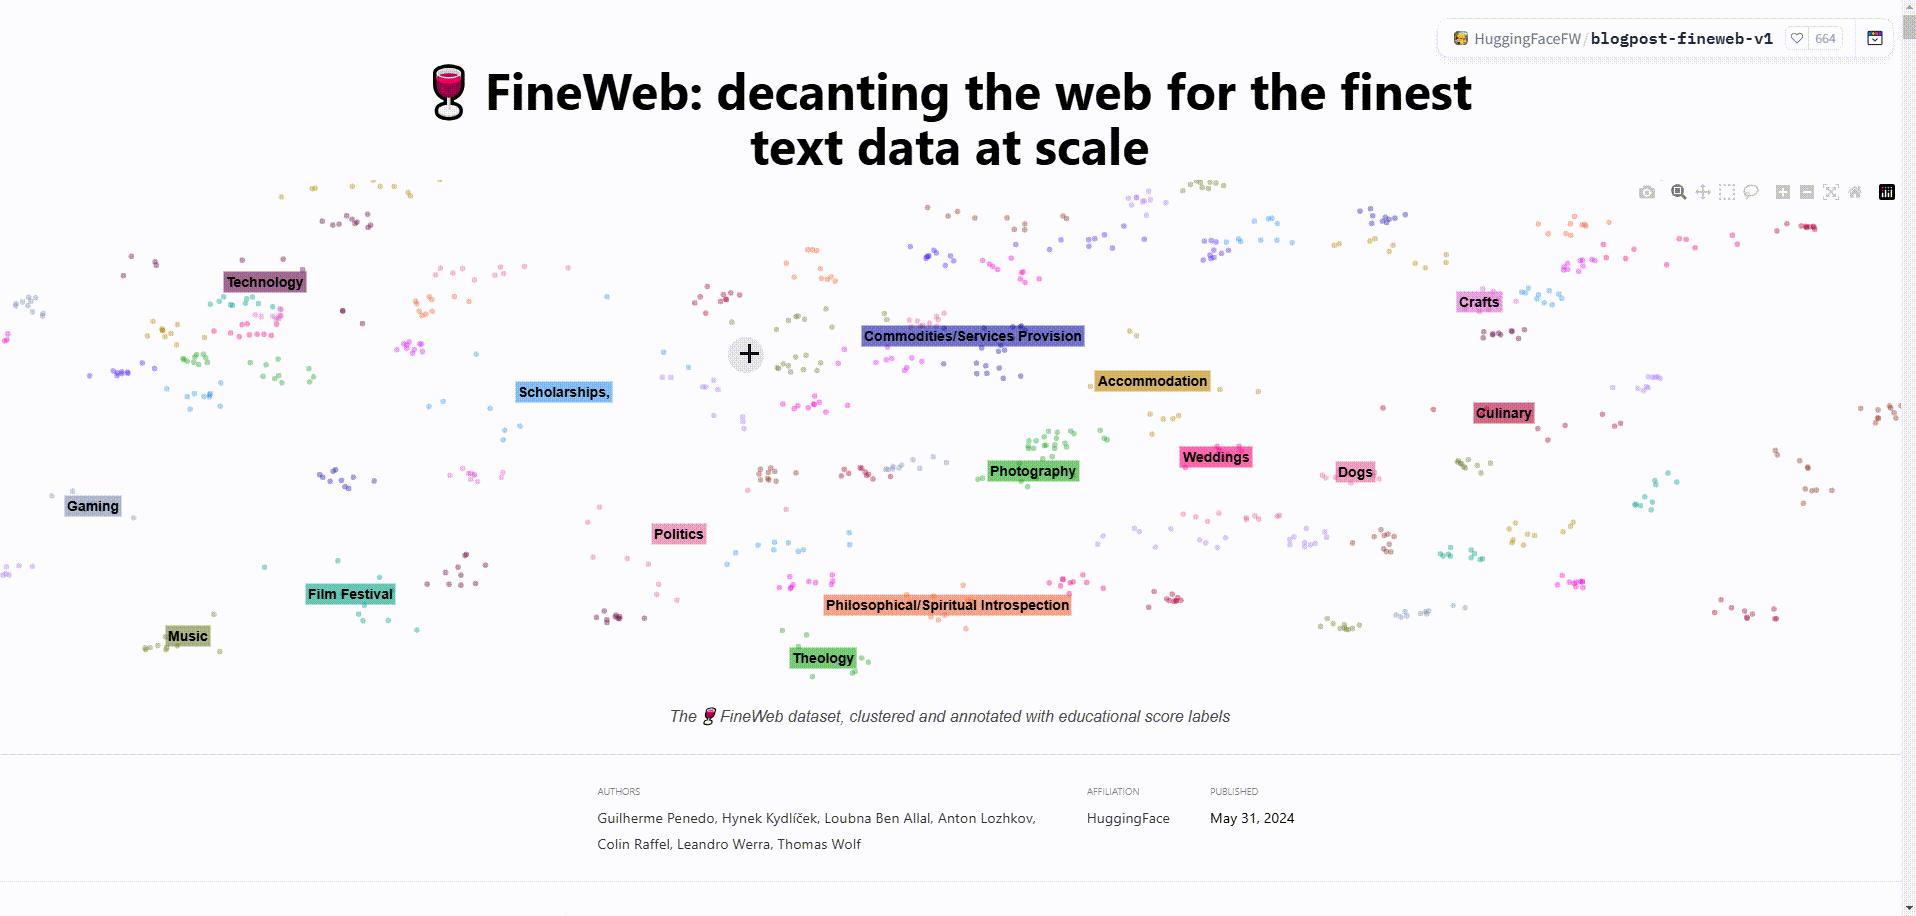 HuggingFaceFW/blogpost-fineweb-v1 664
FineWeb: decanting the web for the finest
text data at scale
Technology
Crafts
Commodities/Services Provision
Accommodation
Scholarships,
Culinary
Weddings
Photography
Dogs
Gaming
Politics
Film Festival
Philosophical/Spiritual Introspection
Music
Theology
The FineWeb dataset, clustered and annotated with educational score labels
AUTHORS
Guilherme Penedo, Hynek Kydlíček, Loubna Ben Allal, Anton Lozhkov,
Colin Raffel, Leandro Werra, Thomas Wolf
AFFILIATION
HuggingFace
PUBLISHED
May 31, 2024